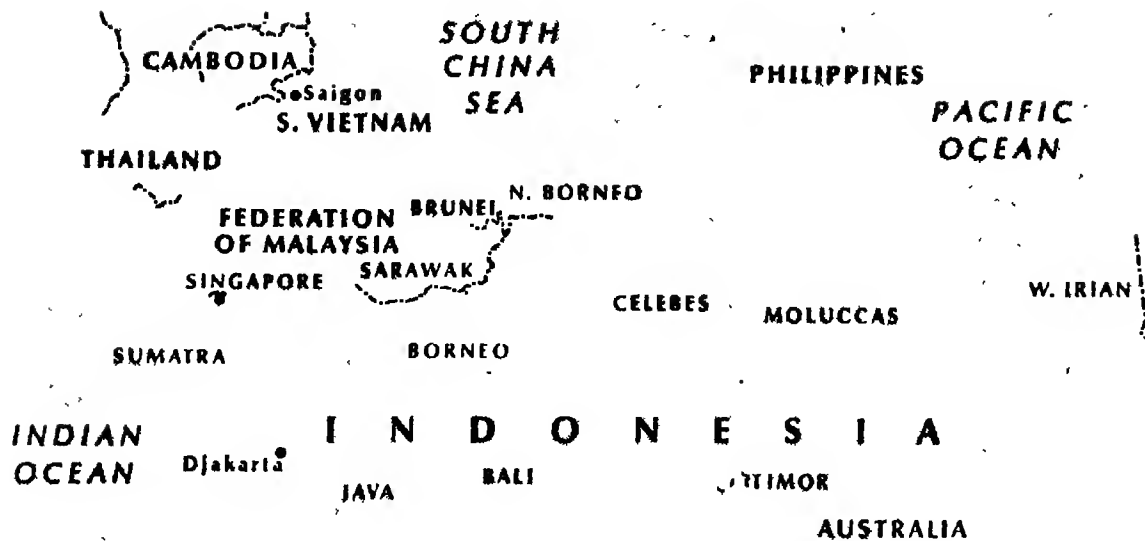 SOUTH
CHINA
SEA
CAMBODIA
PHILIPPINES
Saigon
S. VIETNAM
PACIFIC
OCEAN
THAILAND
N. BORNEO
BRUNEI
FEDERATION
OF MALAYSIA
SARAWAK
SINGAPORE
W. IRIAN
CELEBES
MOLUCCAS
SUMATRA
BORNEO
INDONESIA
INDIAN
OCEAN
Djakarta
JAVA
BALI
TIMOR
AUSTRALIA